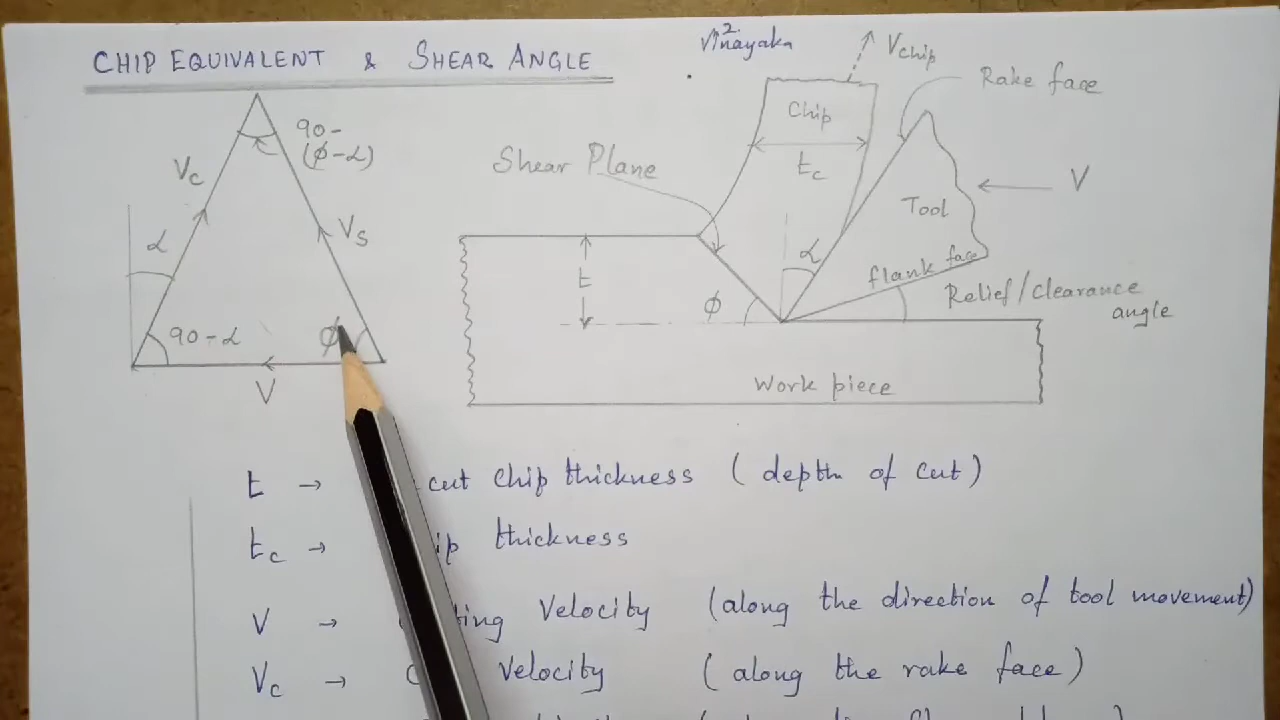 CHIP EQUIVALENT & SHEAR ANGLE
Vinayaka
2
Vchip
Rake face
90-
(ϕ-α)
Chip
Vc
Shear Plane
tc
V
Tool
α
Vs
α
t
flank face
ϕ
Relief/clearance
angle
90-α
ϕ
V
Work piece
t → cut chip thickness (depth of cut)
tc → thickness
V → Velocity (along the direction of tool movement)
Vc → Velocity (along the rake face)